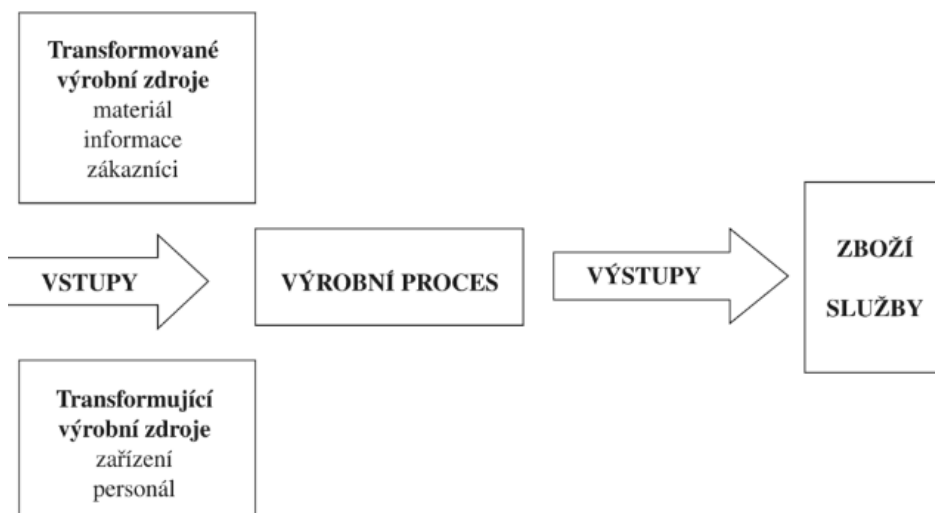 Transformované
výrobní zdroje
materiál
informace
zákazníci
VSTUPY
VÝROBNÍ PROCES
VÝSTUPY
ZBOŽÍ
SLUŽBY
Transformující
výrobní zdroje
zařízení
personál